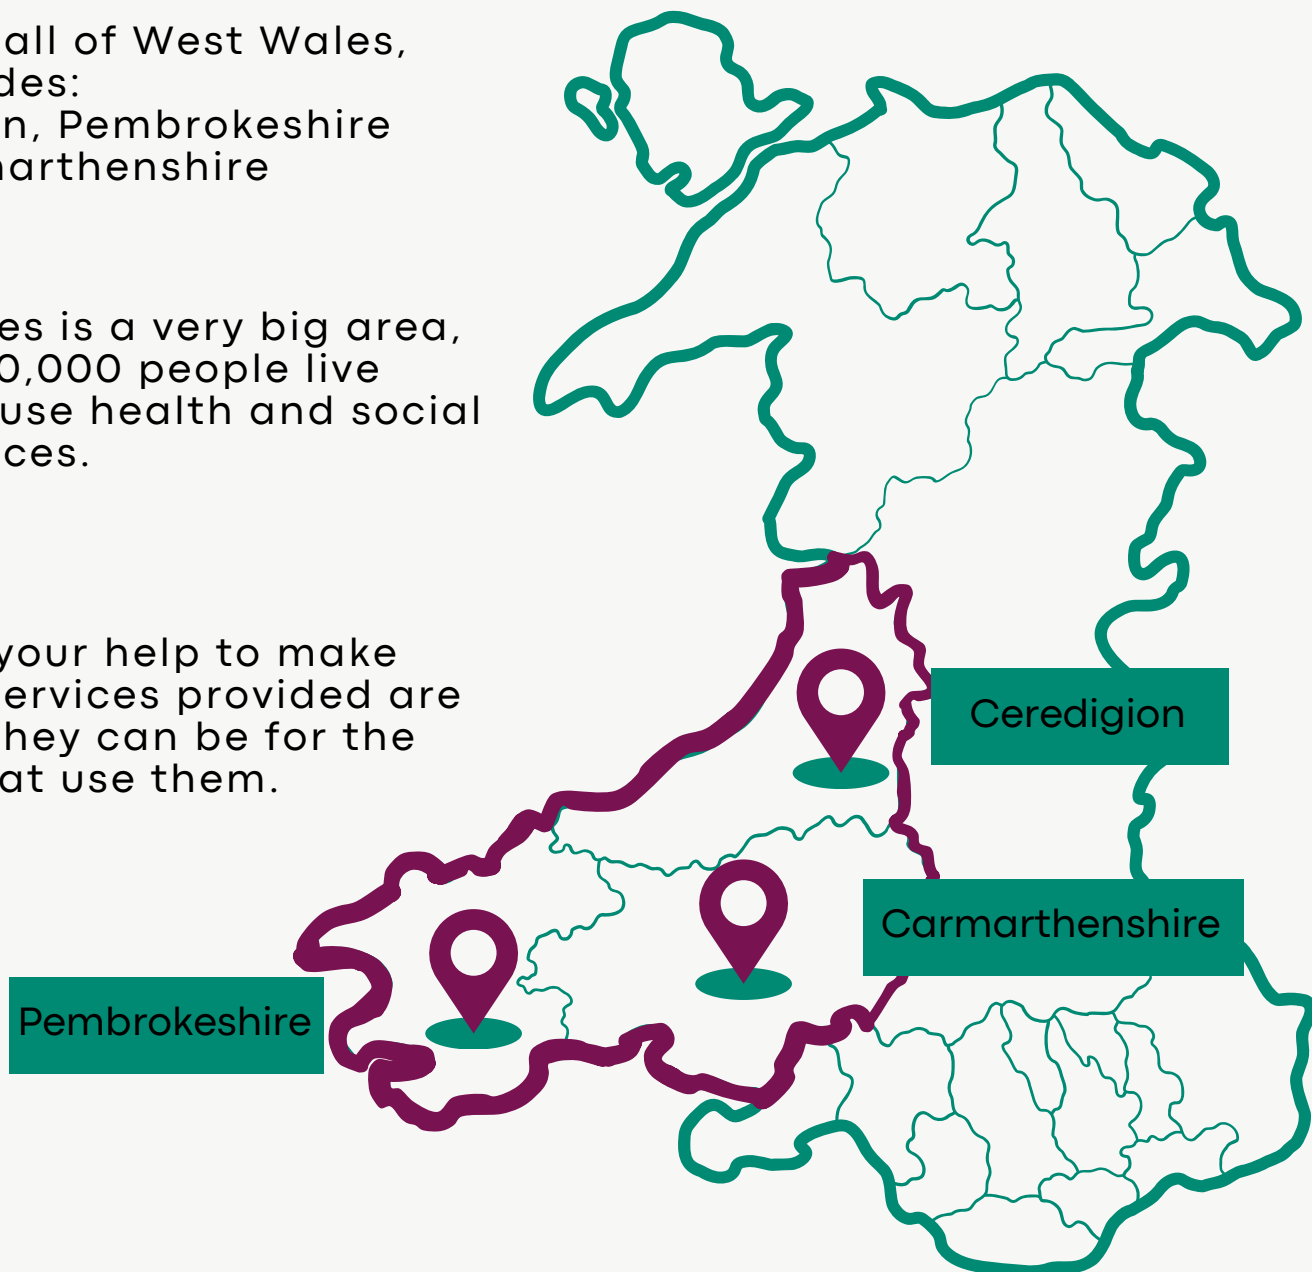 all of West Wales,
des:
n, Pembrokeshire
arthenshire
es is a very big area,
0,000 people live
use health and social
ces.
your help to make
ervices provided are
hey can be for the
at use them.
Ceredigion
Carmarthenshire
Pembrokeshire